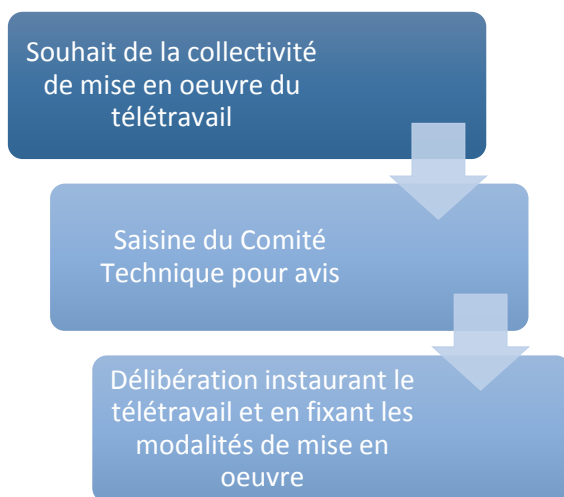 Souhait de la collectivité
de mise en oeuvre du
télétravail
Saisine du Comité
Technique pour avis
Délibération instaurant le
télétravail et en fixant les
modalités de mise en
oeuvre